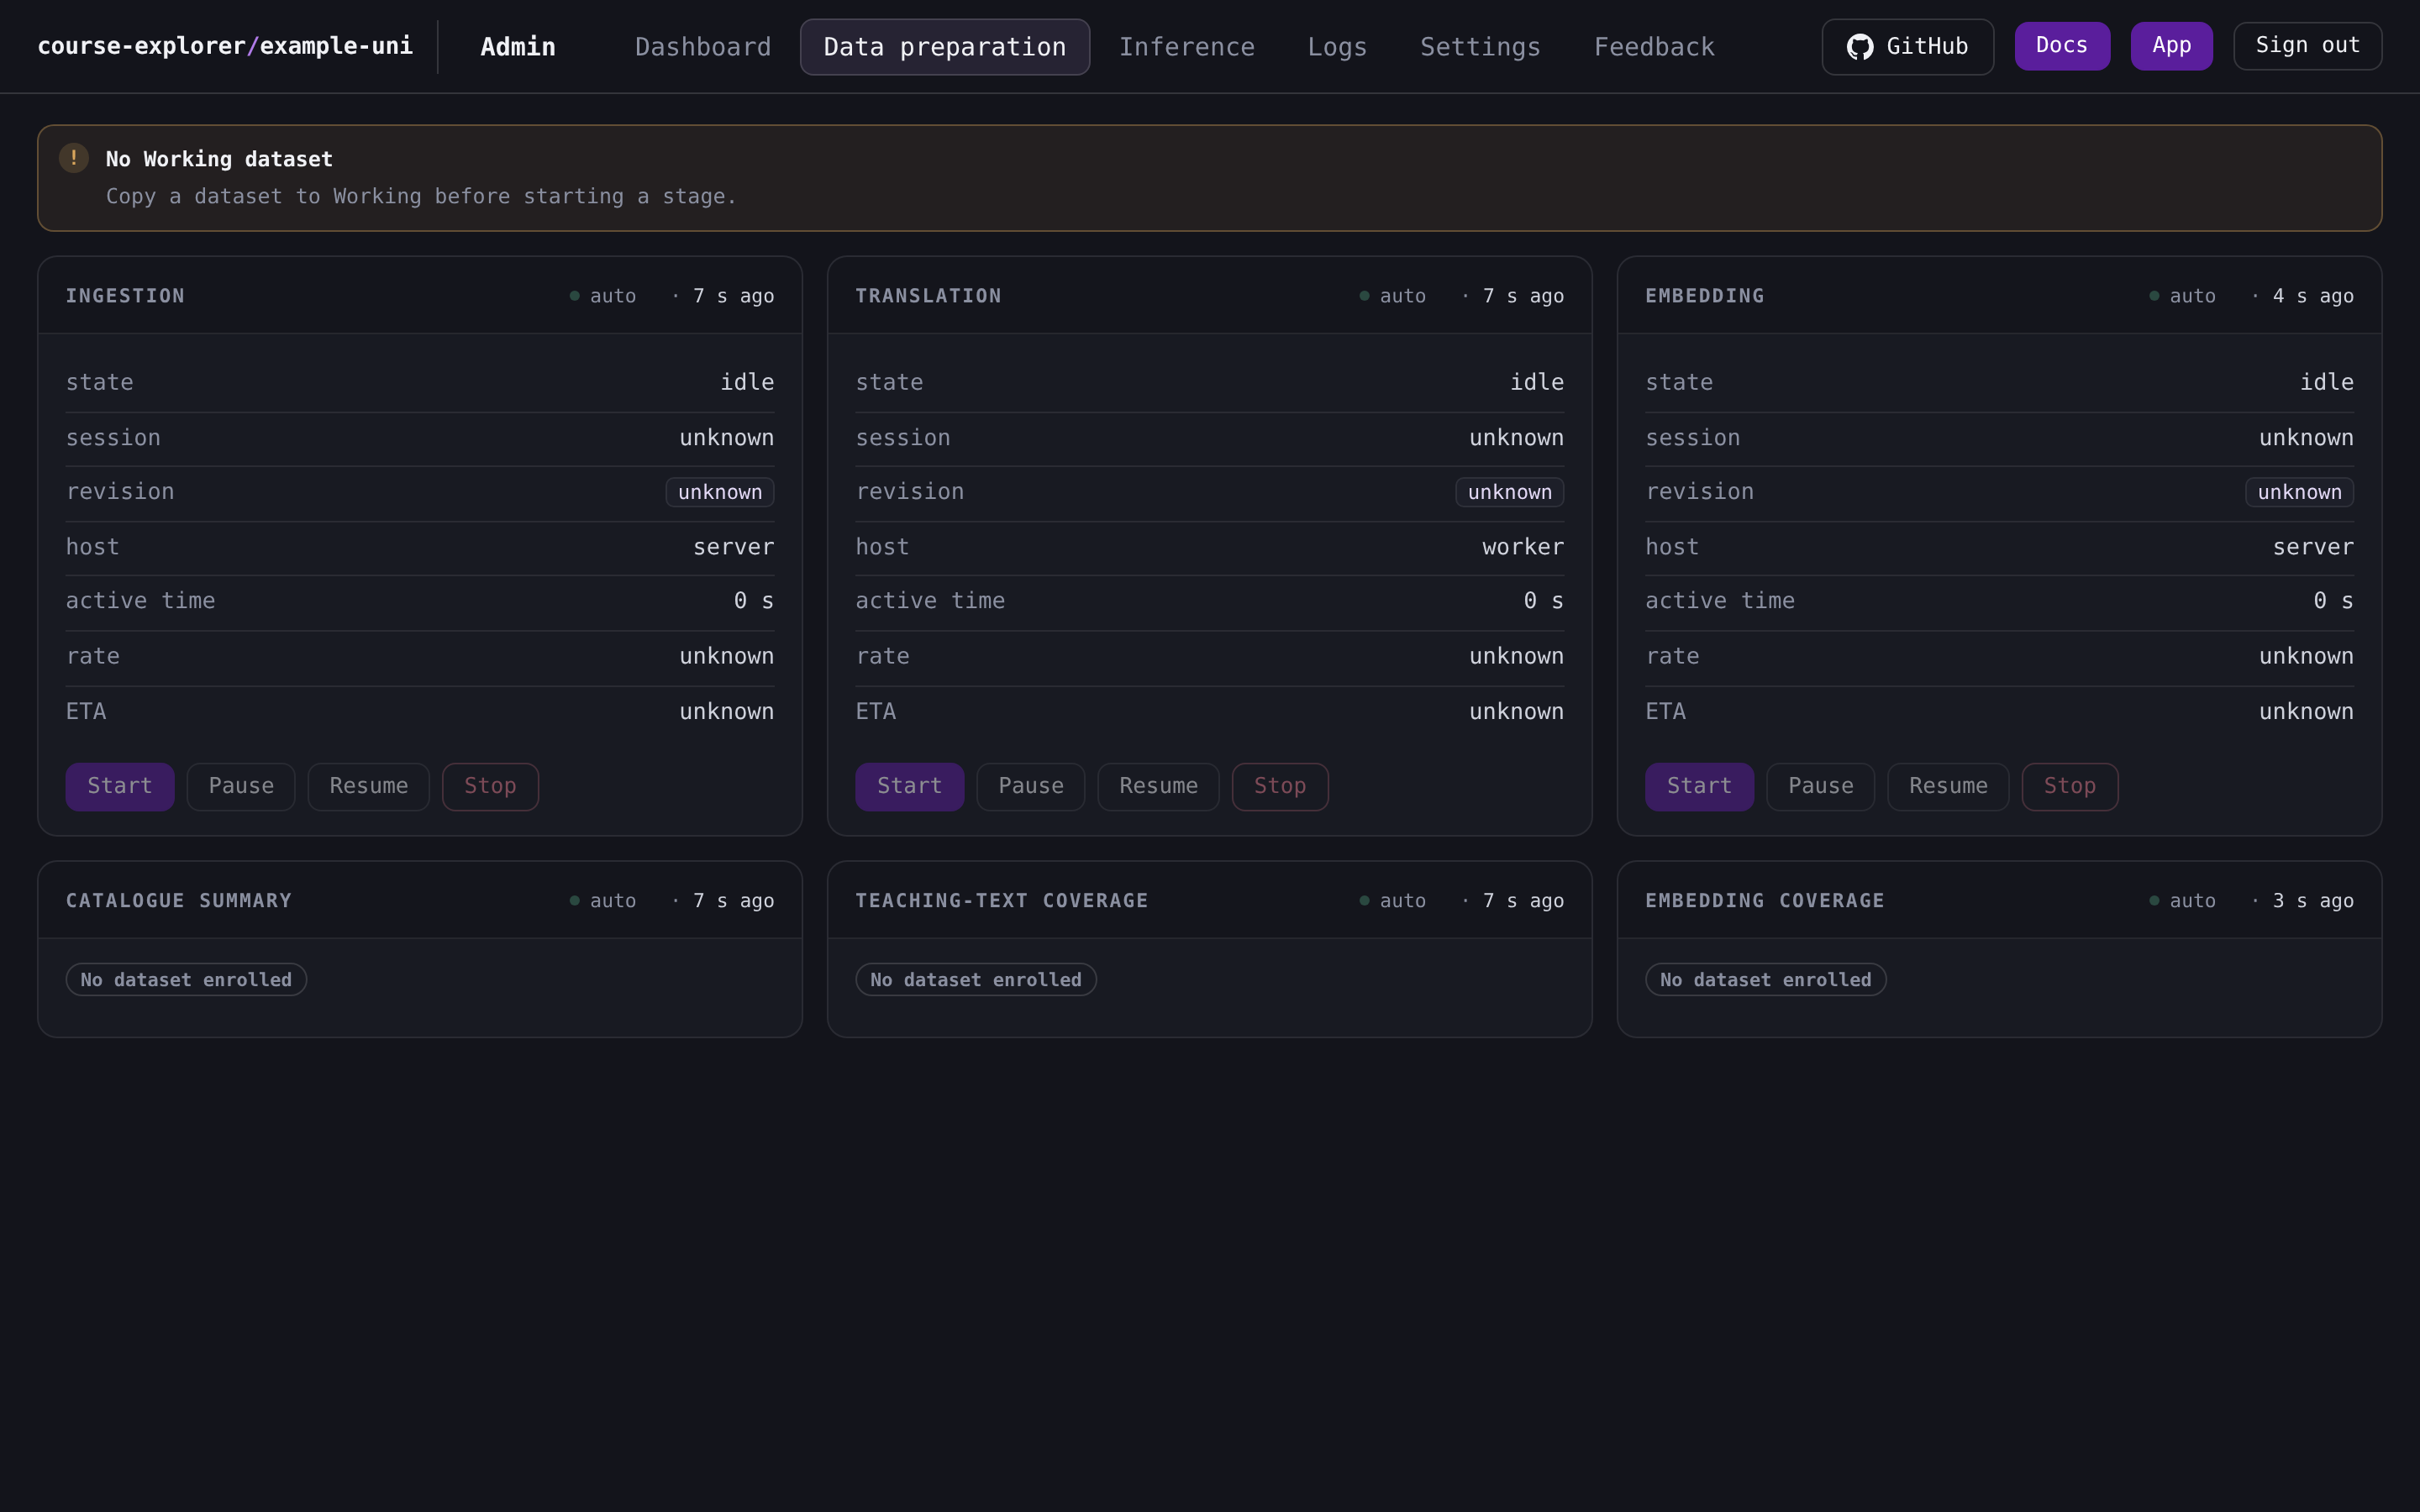 course-explorer/example-uni Admin Dashboard Data preparation Inference Logs Settings Feedback GitHub Docs App Sign out
! No Working dataset
Copy a dataset to Working before starting a stage.
INGESTION auto · 7 s ago
state idle
session unknown
revision unknown
host server
active time 0 s
rate unknown
ETA unknown
Start Pause Resume Stop
TRANSLATION auto · 7 s ago
state idle
session unknown
revision unknown
host worker
active time 0 s
rate unknown
ETA unknown
Start Pause Resume Stop
EMBEDDING auto · 4 s ago
state idle
session unknown
revision unknown
host server
active time 0 s
rate unknown
ETA unknown
Start Pause Resume Stop
CATALOGUE SUMMARY auto · 7 s ago
No dataset enrolled
TEACHING-TEXT COVERAGE auto · 7 s ago
No dataset enrolled
EMBEDDING COVERAGE auto · 3 s ago
No dataset enrolled